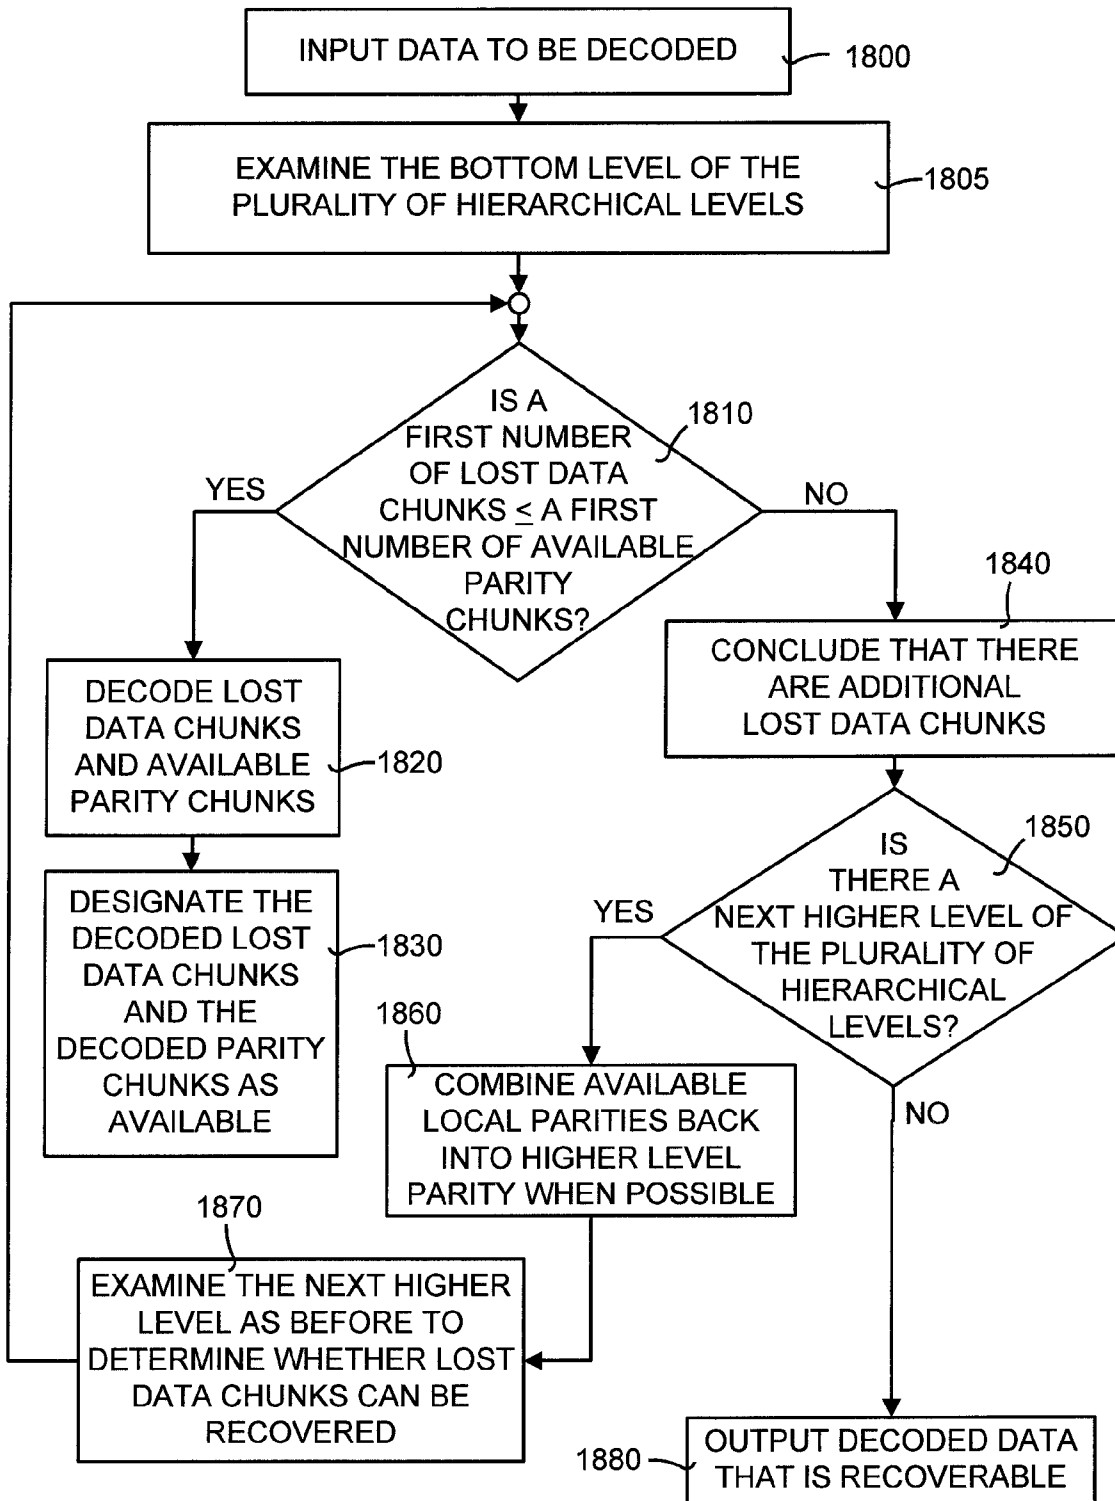 INPUT DATA TO BE DECODED
1800
EXAMINE THE BOTTOM LEVEL OF THE
PLURALITY OF HIERARCHICAL LEVELS
1805
IS A
FIRST NUMBER
OF LOST DATA
CHUNKS ≤ A FIRST
NUMBER OF AVAILABLE
PARITY
CHUNKS?
1810
YES
NO
DECODE LOST
DATA CHUNKS
AND AVAILABLE
PARITY CHUNKS
1820
DESIGNATE THE
DECODED LOST
DATA CHUNKS
AND THE
DECODED PARITY
CHUNKS AS
AVAILABLE
1830
1840
CONCLUDE THAT THERE
ARE ADDITIONAL
LOST DATA CHUNKS
1850
IS
THERE A
NEXT HIGHER LEVEL OF
THE PLURALITY OF
HIERARCHICAL
LEVELS?
YES
NO
1860
COMBINE AVAILABLE
LOCAL PARITIES BACK
INTO HIGHER LEVEL
PARITY WHEN POSSIBLE
1870
EXAMINE THE NEXT HIGHER
LEVEL AS BEFORE TO
DETERMINE WHETHER LOST
DATA CHUNKS CAN BE
RECOVERED
1880
OUTPUT DECODED DATA
THAT IS RECOVERABLE